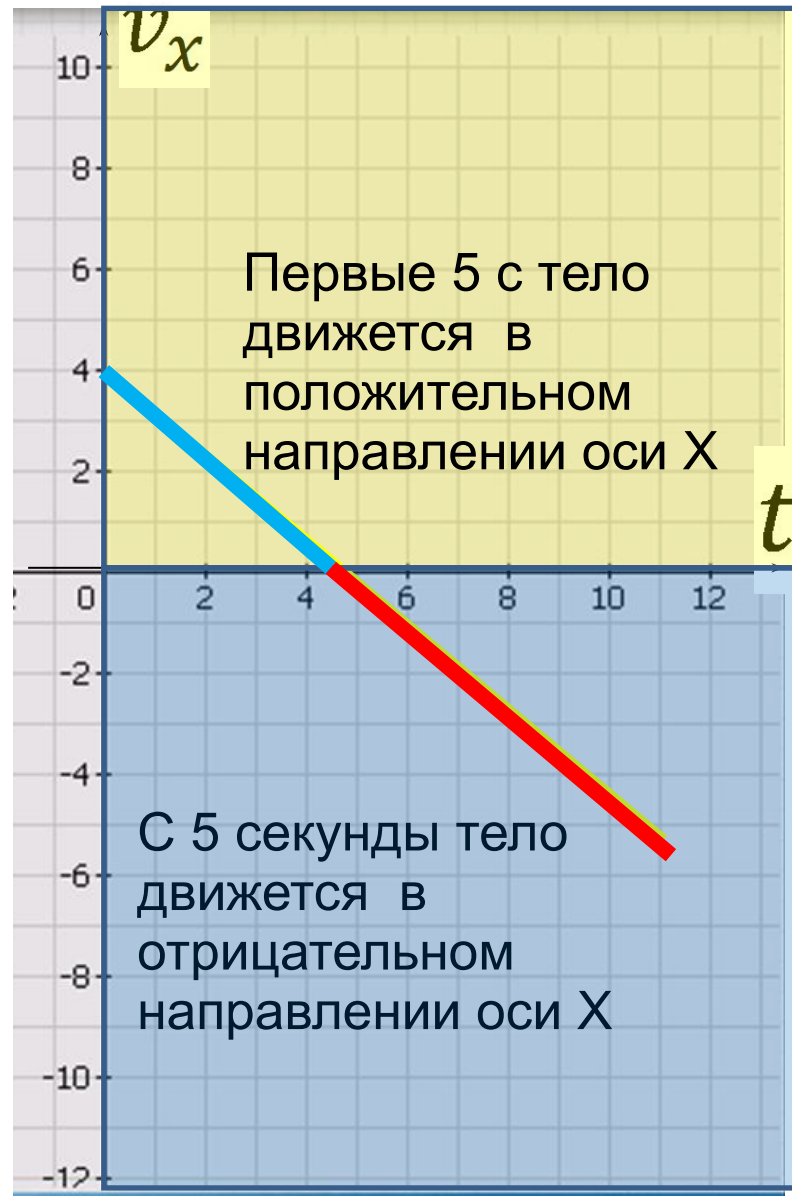 vₓ
10
8
6
Первые 5 с тело
движется в
положительном
направлении оси Х
4
2
t
0 2 4 6 8 10 12
-2
-4
С 5 секунды тело
движется в
отрицательном
направлении оси Х
-6
-8
-10
-12